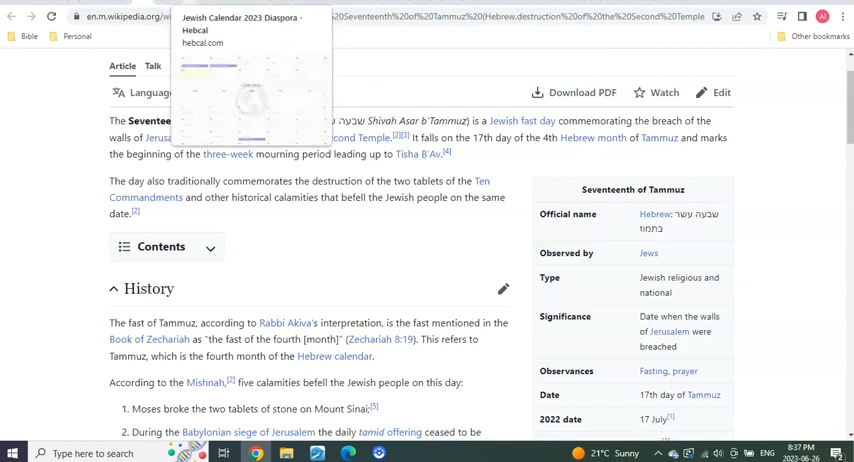 Jewish Calendar 2023 Diaspora -
Hebcal
hebcal.com
en.m.wikipedia.org/w
20Seventeenth%20of%20Tammuz%20(Hebrew.destruction%20of%20the%20Second%20Temple
AI
Bible
Personal
Other bookmarks
Article
Talk
Languag
Download PDF
Watch
Edit
The Sevente שבעה עשר Shivah Asar b'Tammuz) is a Jewish fast day commemorating the breach of the
walls of Jerus econd Temple.[2][3] It falls on the 17th day of the 4th Hebrew month of Tammuz and marks
the beginning of the three-week mourning period leading up to Tisha B'Av.[4]
The day also traditionally commemorates the destruction of the two tablets of the Ten
Commandments and other historical calamities that befell the Jewish people on the same
date.[2]
Contents
History
The fast of Tammuz, according to Rabbi Akiva's interpretation, is the fast mentioned in the
Book of Zechariah as "the fast of the fourth [month]" (Zechariah 8:19). This refers to
Tammuz, which is the fourth month of the Hebrew calendar.
According to the Mishnah,[2] five calamities befell the Jewish people on this day:
1. Moses broke the two tablets of stone on Mount Sinai;[5]
2. During the Babylonian siege of Jerusalem the daily tamid offering ceased to be
Seventeenth of Tammuz
Official name
Hebrew: שבעה עשר
בתמוז
Observed by
Jews
Type
Jewish religious and
national
Significance
Date when the walls
of Jerusalem were
breached
Observances
Fasting, prayer
Date
17th day of Tammuz
2022 date
17 July[1]
Type here to search
21°C Sunny
ENG
8:37 PM
2023-06-26
2